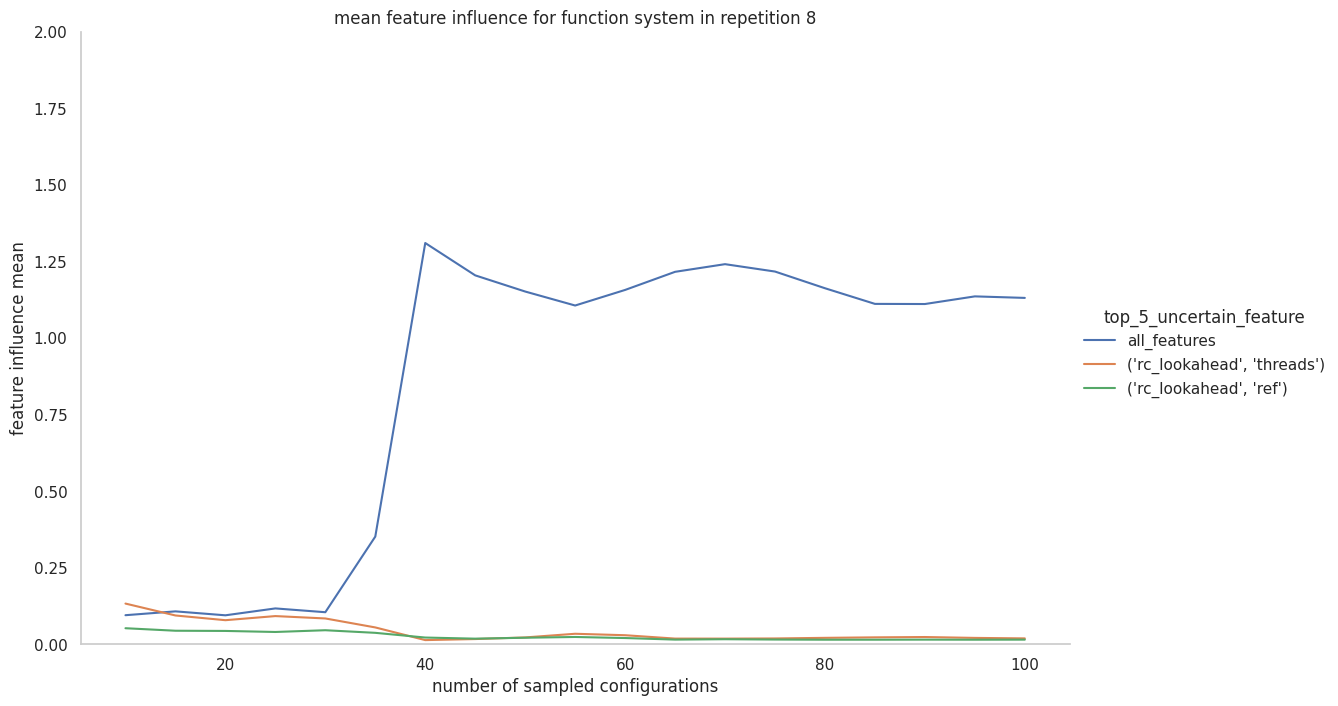 mean feature influence for function system in repetition 8
2.00
1.75
1.50
1.25
1.00
0.75
0.50
0.25
0.00
feature influence mean
20 40 60 80 100
number of sampled configurations
top_5_uncertain_feature
all_features
('rc_lookahead', 'threads')
('rc_lookahead', 'ref')